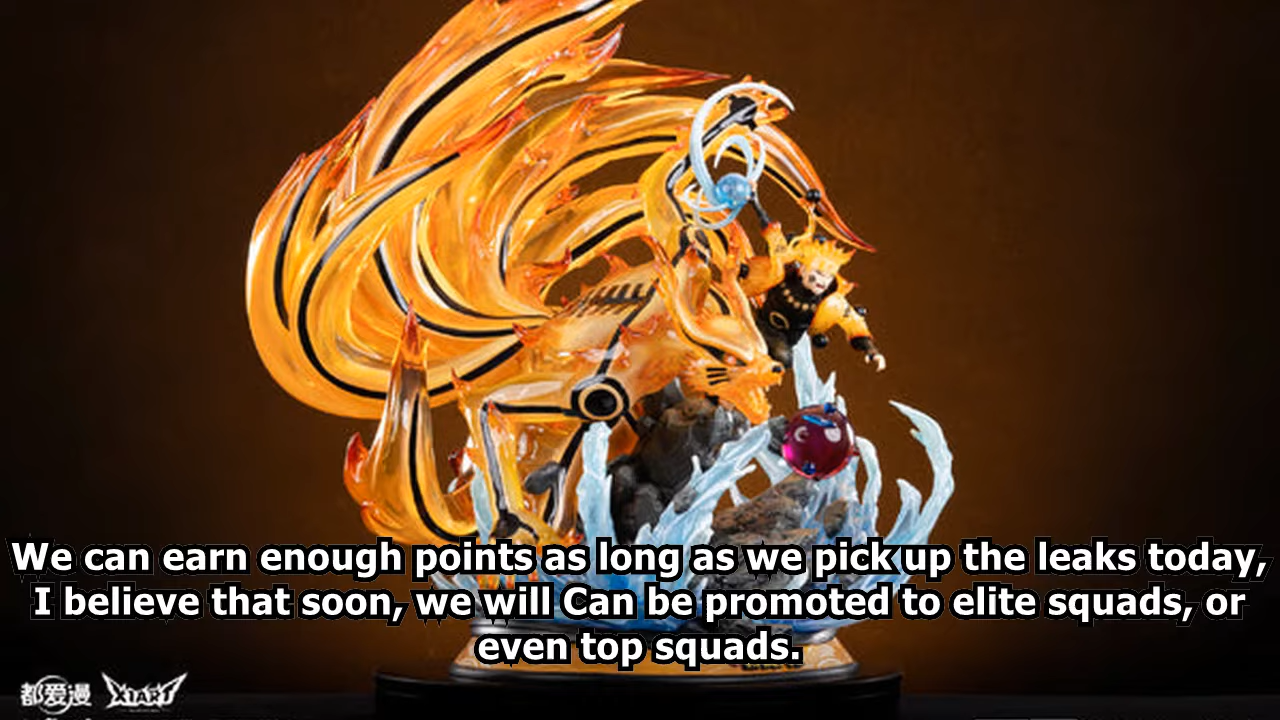 We can earn enough points as long as we pick up the leaks today,
I believe that soon, we will Can be promoted to elite squads, or
even top squads.
都爱漫 XTART